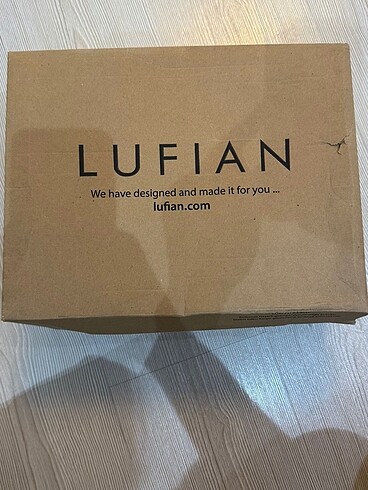 LUFIAN
We have designed and made it for you ...
lufian.com